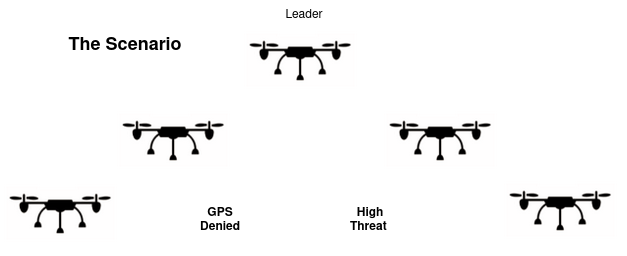 Leader
The Scenario
GPS
Denied
High
Threat